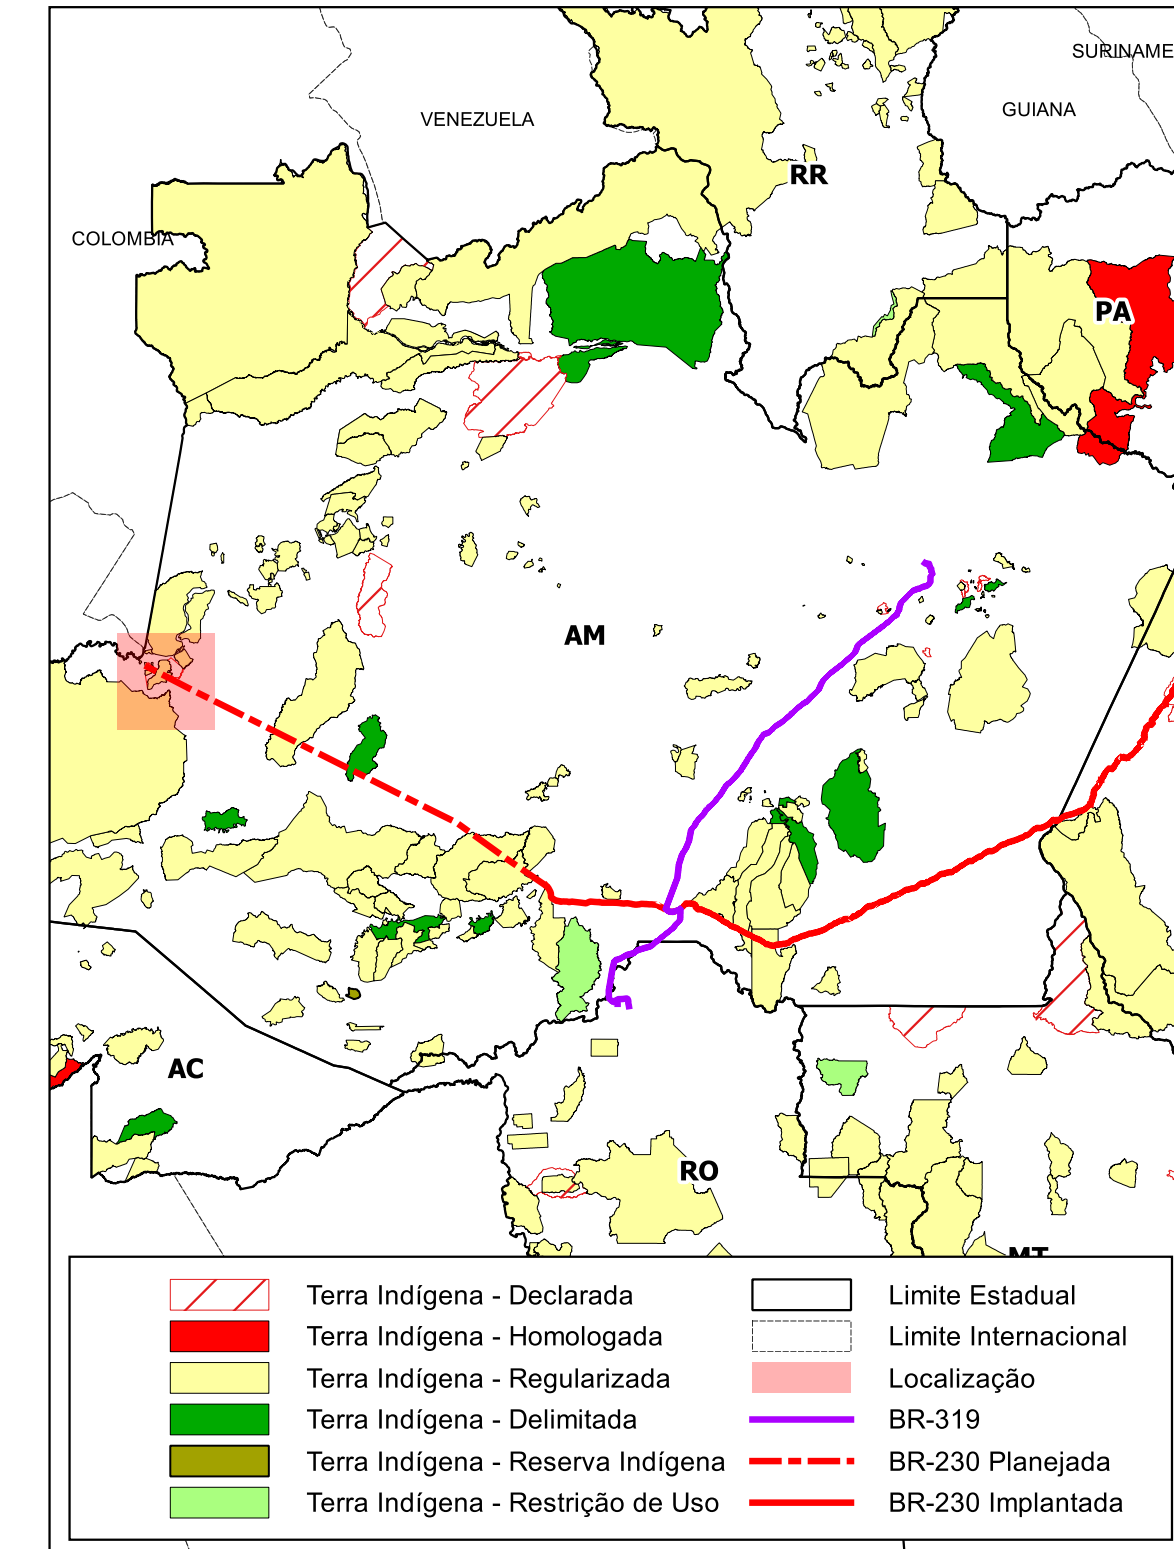 SURINAME
GUIANA
VENEZUELA
RR
COLOMBIA
PA
AM
AC
RO
MT
Terra Indígena - Declarada
Terra Indígena - Homologada
Terra Indígena - Regularizada
Terra Indígena - Delimitada
Terra Indígena - Reserva Indígena
Terra Indígena - Restrição de Uso
Limite Estadual
Limite Internacional
Localização
BR-319
BR-230 Planejada
BR-230 Implantada